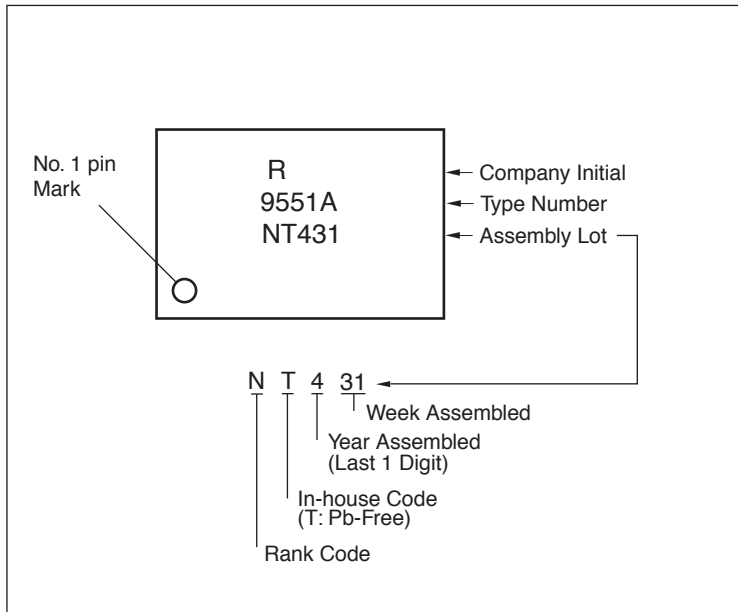 No. 1 pin
Mark
R
9551A
NT431
Company Initial
Type Number
Assembly Lot
N T 4 31
Week Assembled
Year Assembled
(Last 1 Digit)
In-house Code
(T: Pb-Free)
Rank Code